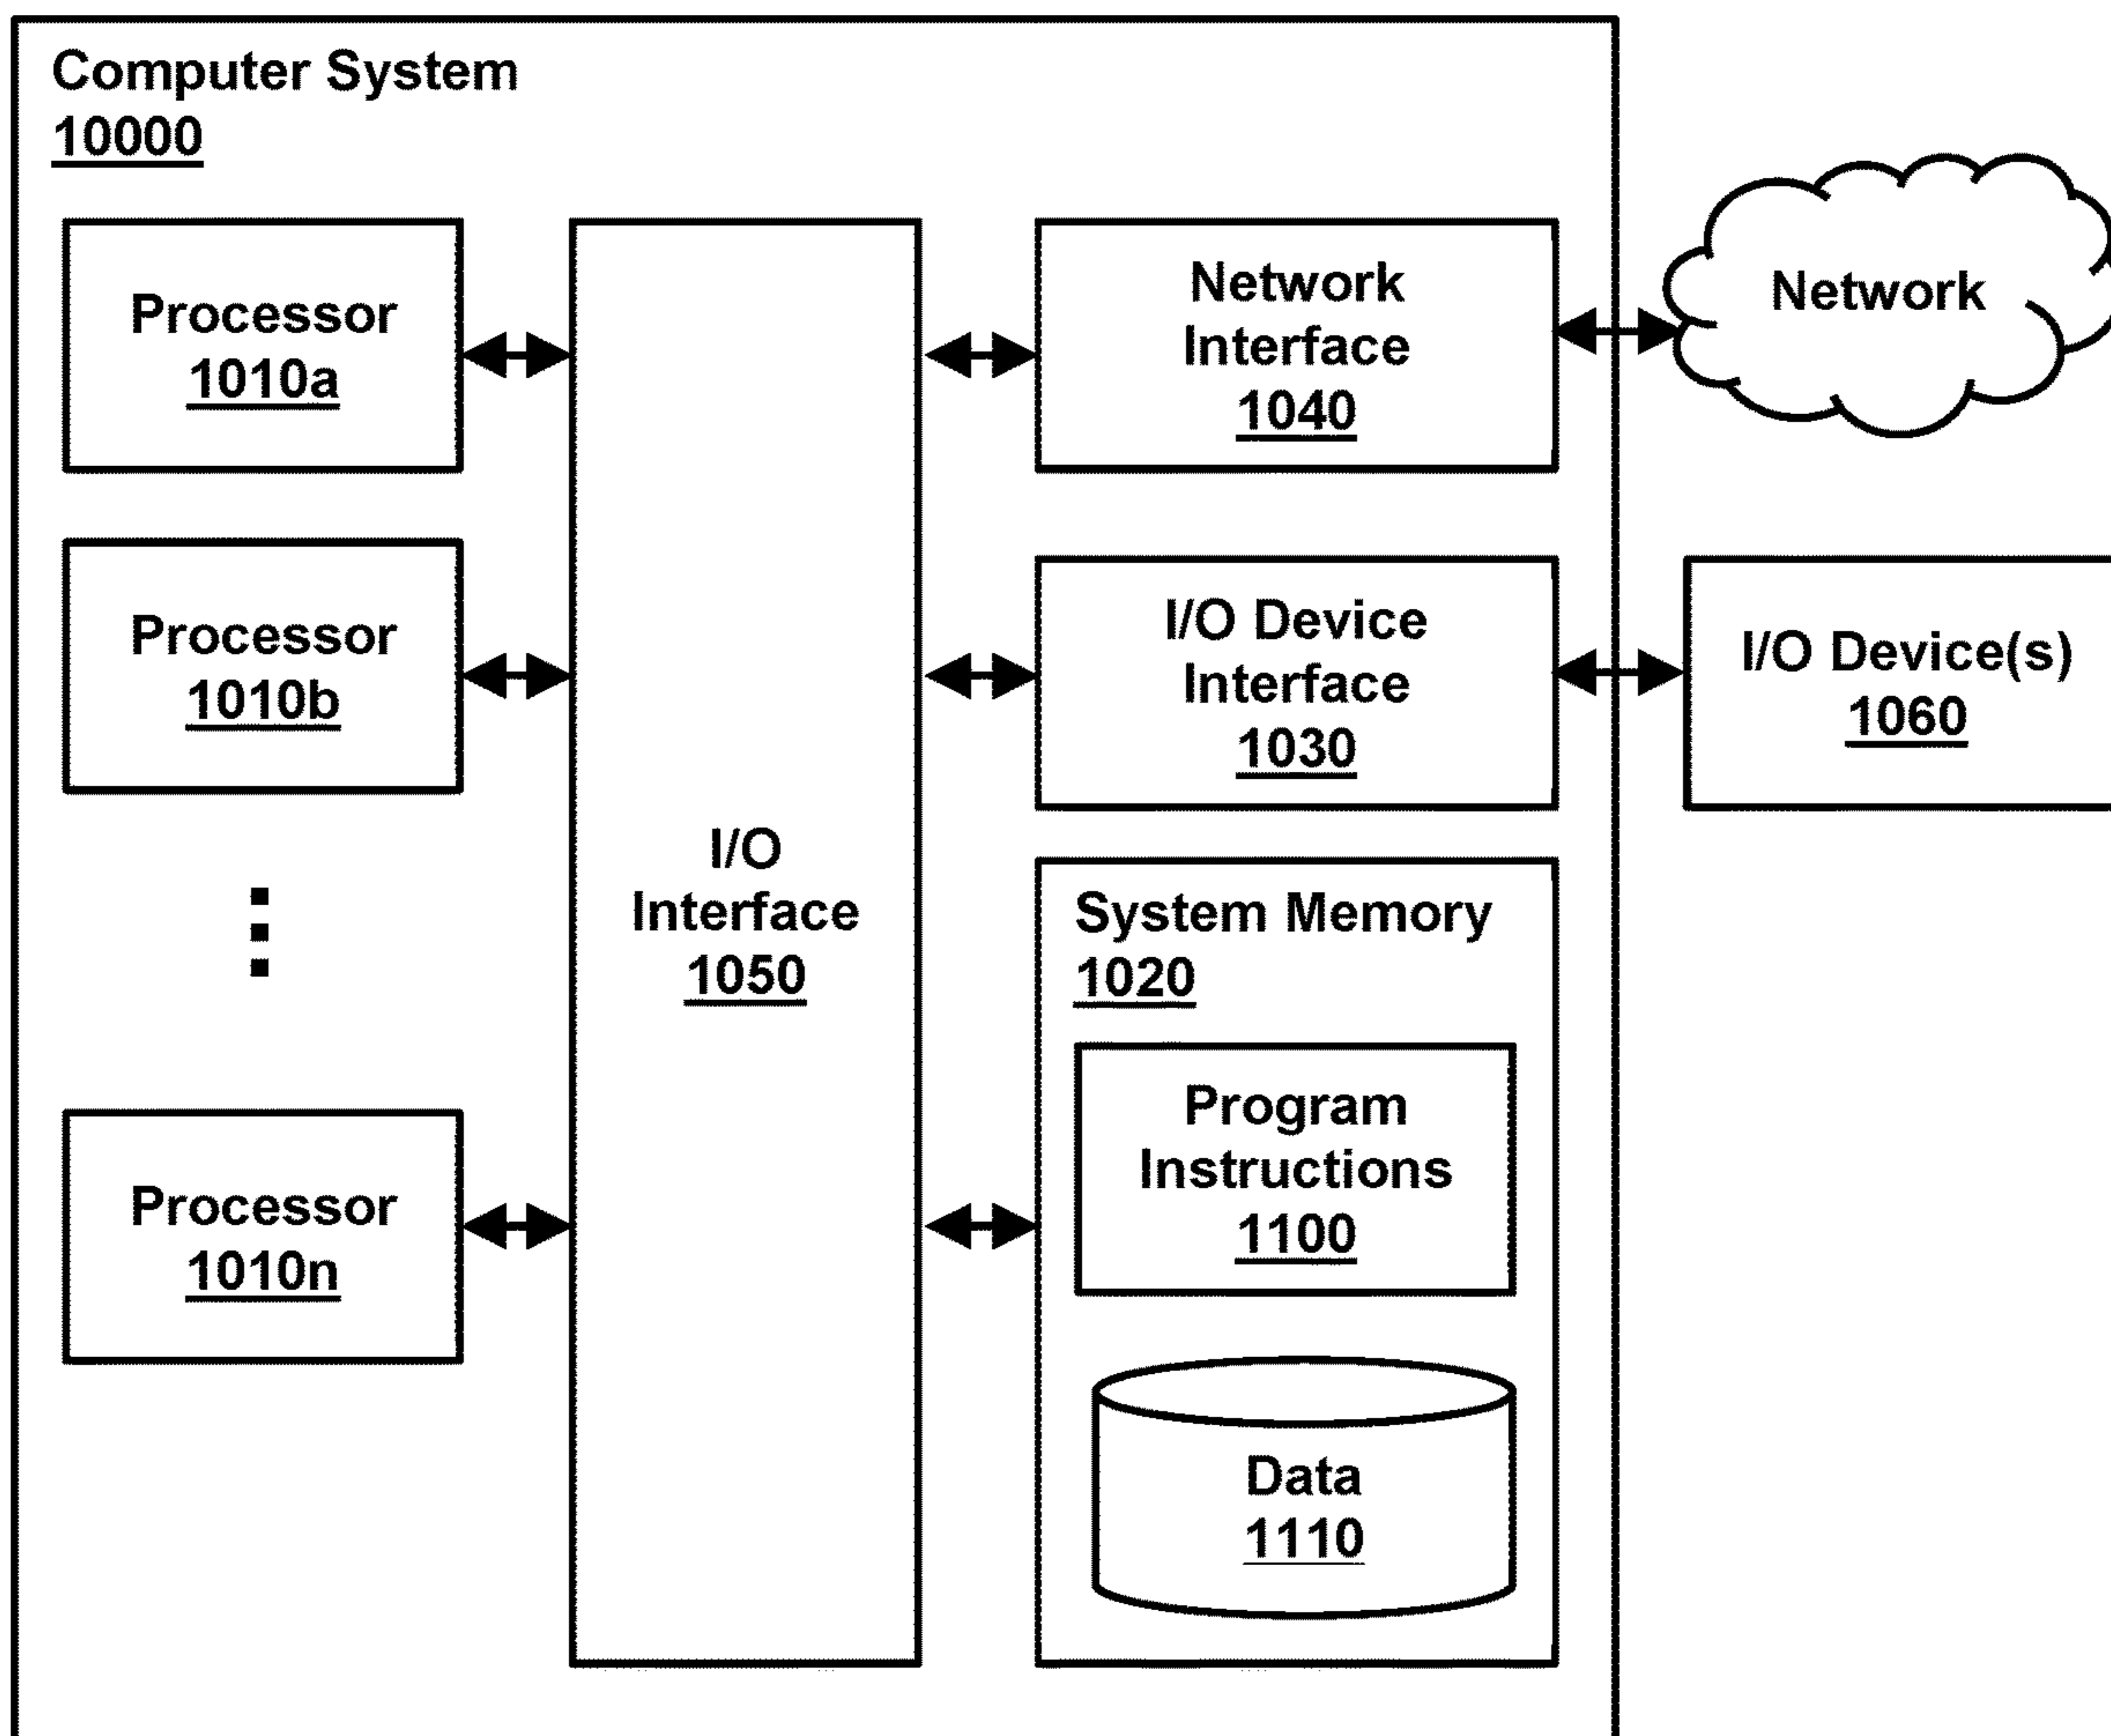 Computer System
10000
Processor
1010a
Processor
1010b
Processor
1010n
I/O
Interface
1050
Network
Interface
1040
I/O Device
Interface
1030
System Memory
1020
Program
Instructions
1100
Data
1110
Network
I/O Device(s)
1060